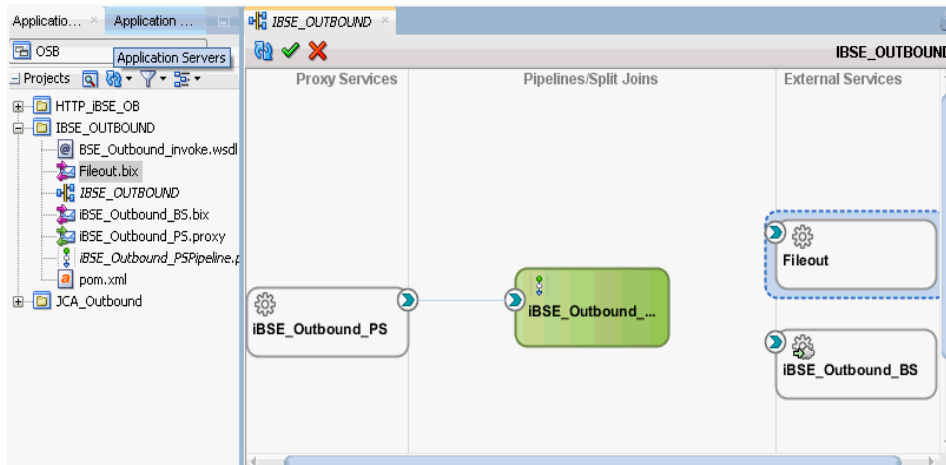 Applicatio...
Application ...
IBSE_OUTBOUND
OSB
Application Servers
IBSE_OUTBOUND
Projects
Proxy Services
Pipelines/Split Joins
External Services
HTTP_iBSE_OB
IBSE_OUTBOUND
BSE_Outbound_invoke.wsdl
Fileout.bix
IBSE_OUTBOUND
iBSE_Outbound_BS.bix
iBSE_Outbound_PS.proxy
iBSE_Outbound_PSPipeline.p
pom.xml
JCA_Outbound
Fileout
iBSE_Outbound_...
iBSE_Outbound_PS
iBSE_Outbound_BS